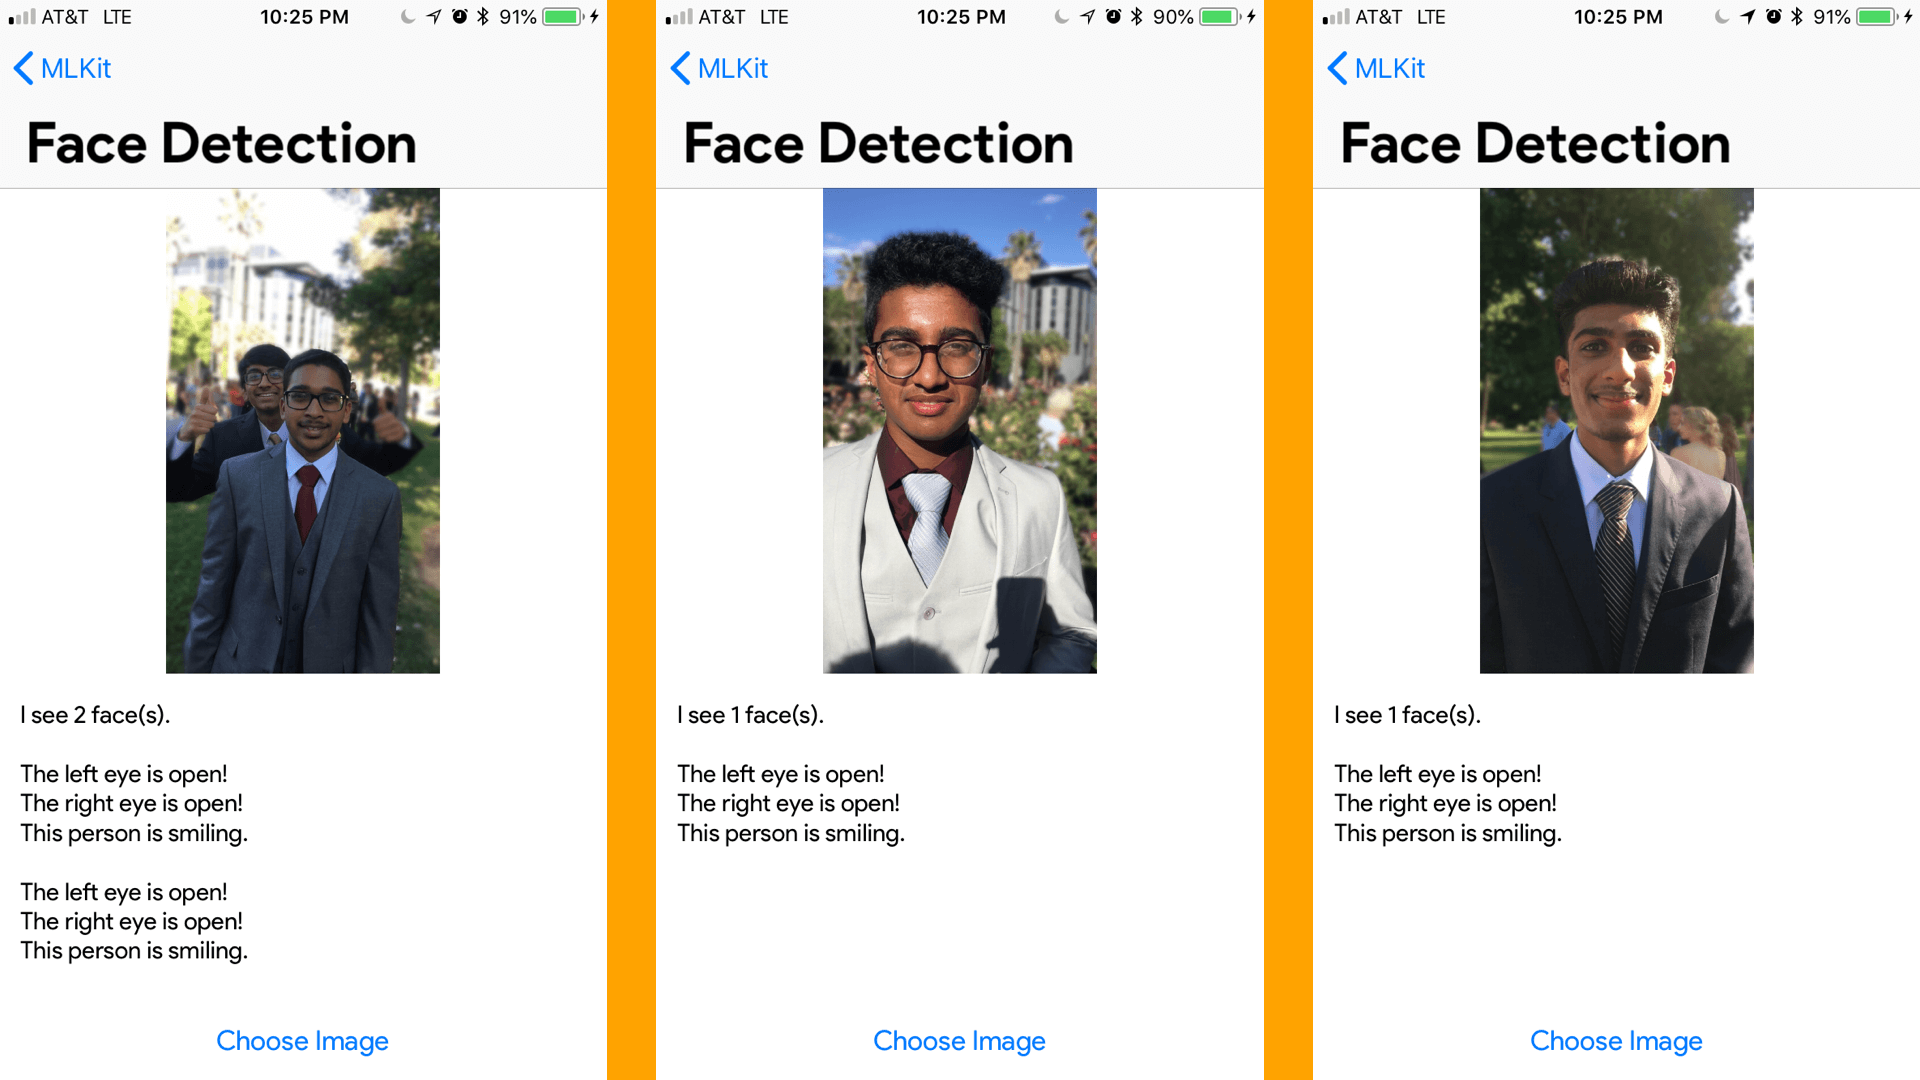 AT&T LTE 10:25 PM 91%
MLKit
Face Detection
I see 2 face(s).
The left eye is open!
The right eye is open!
This person is smiling.
The left eye is open!
The right eye is open!
This person is smiling.
Choose Image
AT&T LTE 10:25 PM 90%
MLKit
Face Detection
I see 1 face(s).
The left eye is open!
The right eye is open!
This person is smiling.
Choose Image
AT&T LTE 10:25 PM 91%
MLKit
Face Detection
I see 1 face(s).
The left eye is open!
The right eye is open!
This person is smiling.
Choose Image